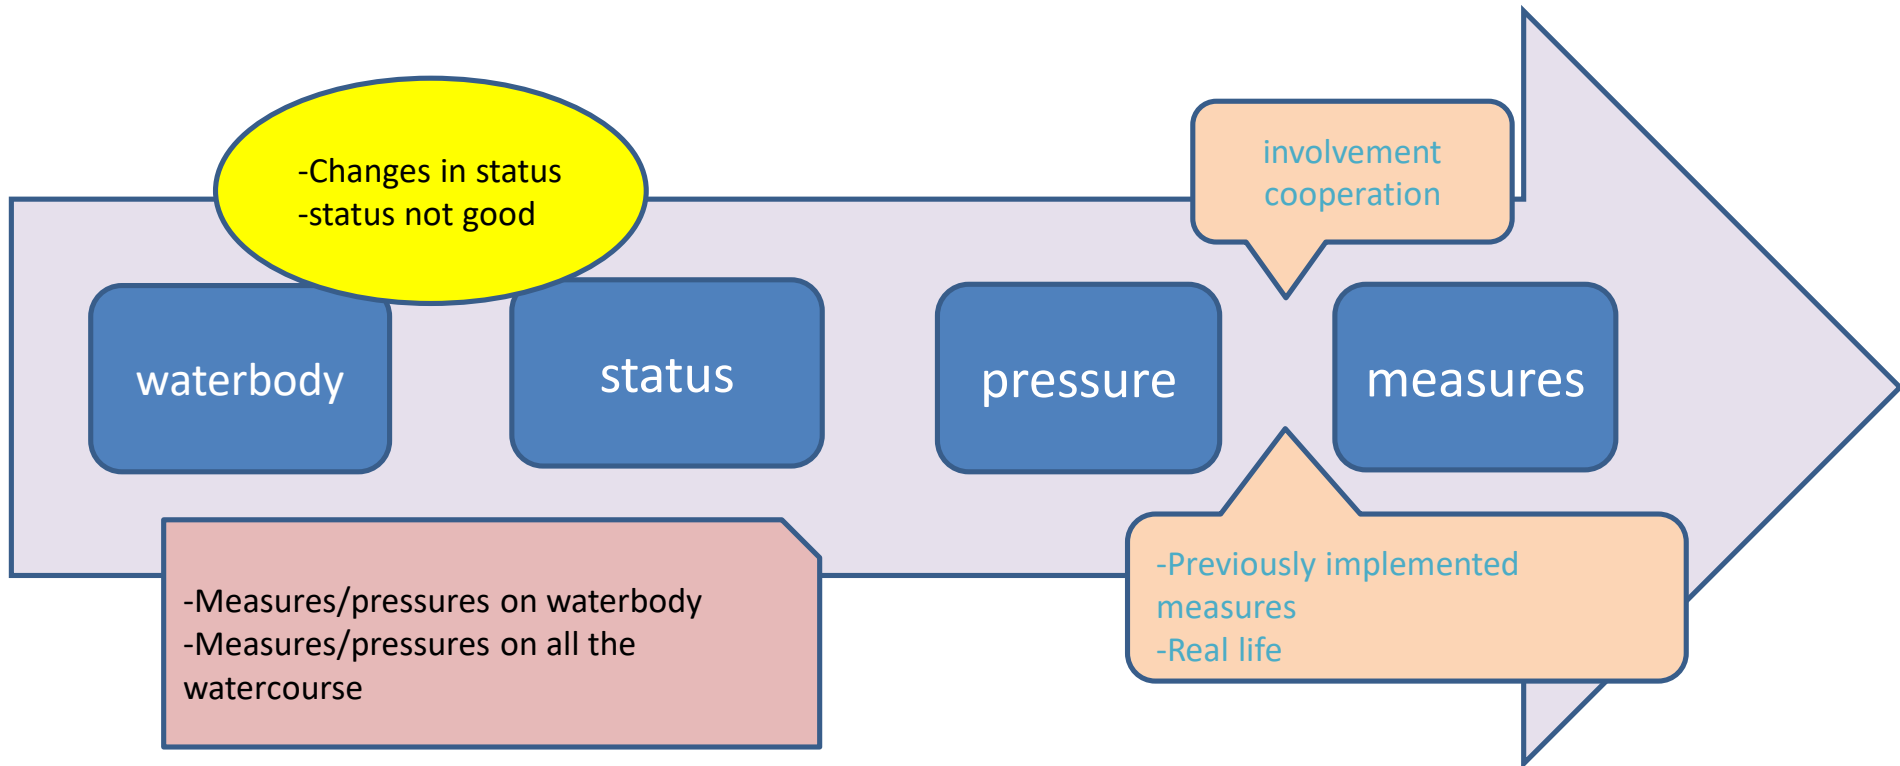 -Changes in status
-status not good
involvement
cooperation
waterbody
status
pressure
measures
-Measures/pressures on waterbody
-Measures/pressures on all the
watercourse
-Previously implemented
measures
-Real life